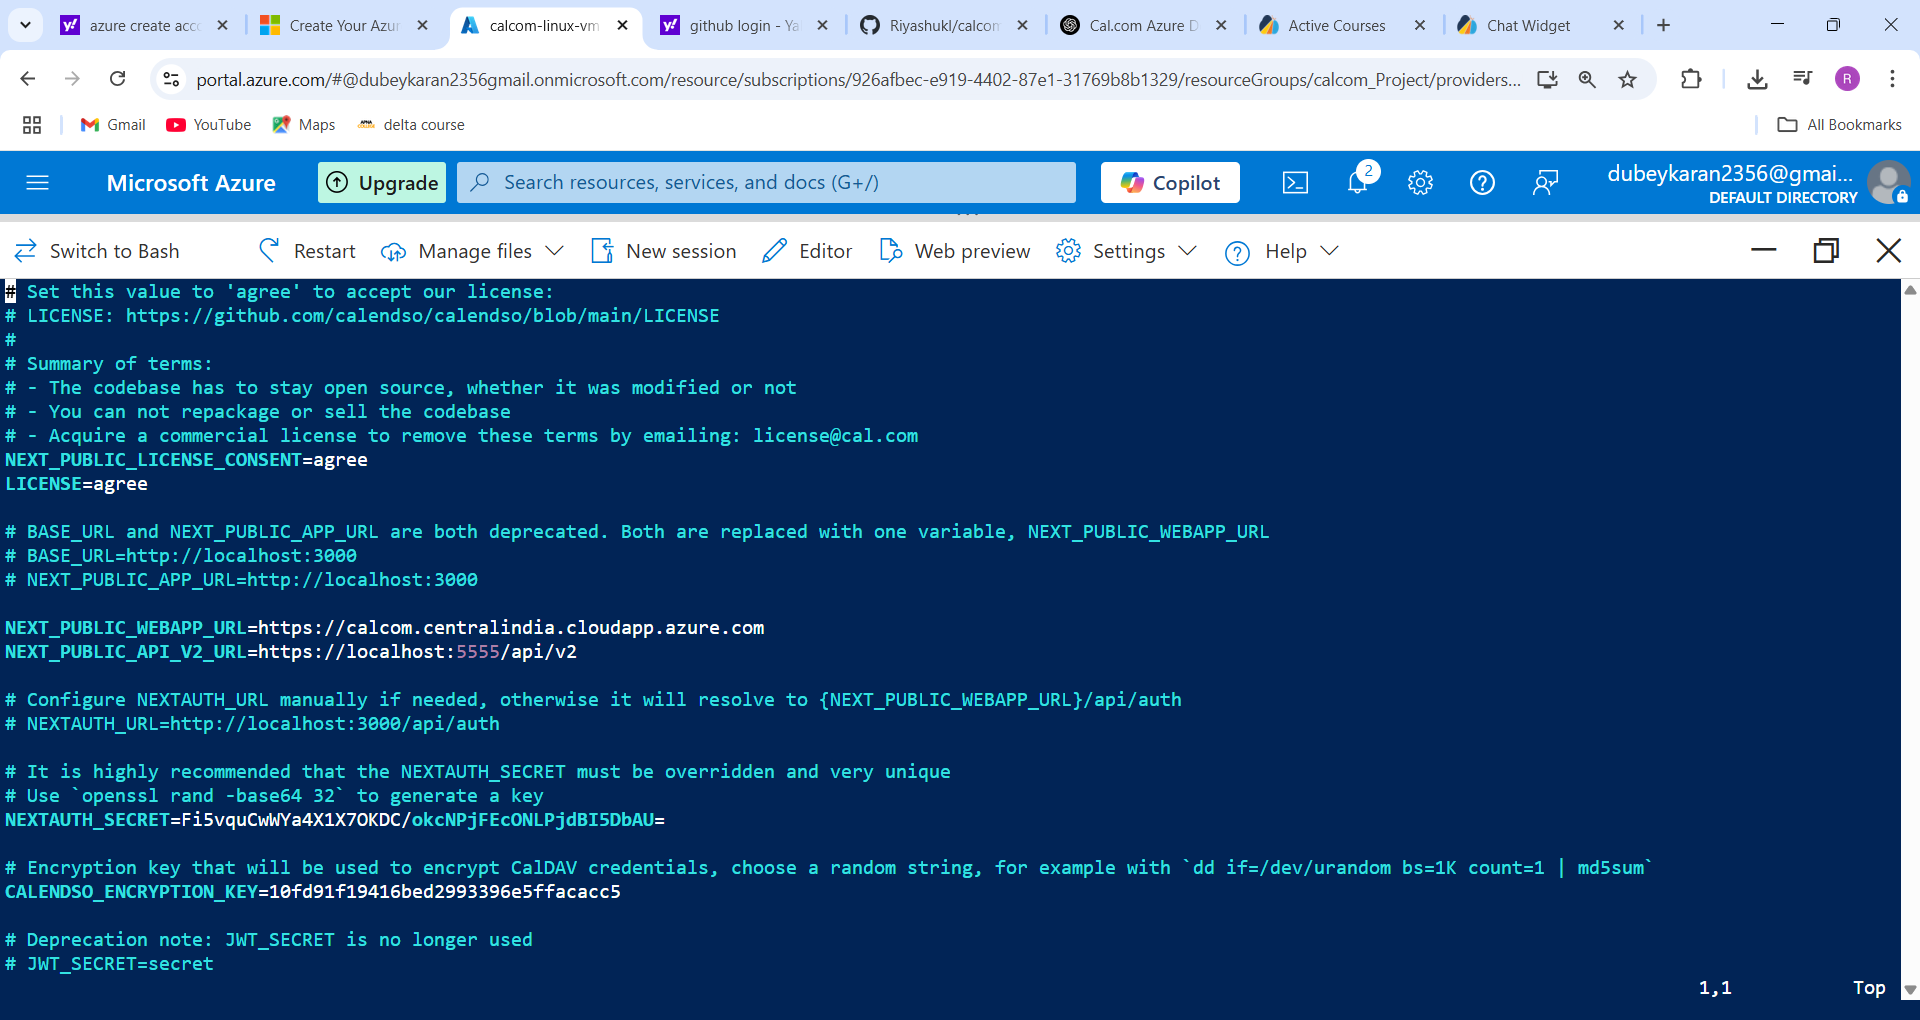 azure create acc
Create Your Azur
calcom-linux-vm
github login - Ya
Riyashukl/calcom
Cal.com Azure D
Active Courses
Chat Widget
portal.azure.com/#@dubeykaran2356gmail.onmicrosoft.com/resource/subscriptions/926afbec-e919-4402-87e1-31769b8b1329/resourceGroups/calcom_Project/providers...
R
Gmail
YouTube
Maps
delta course
All Bookmarks
Microsoft Azure
Upgrade
Search resources, services, and docs (G+/)
Copilot
2
dubeykaran2356@gmai...
DEFAULT DIRECTORY
Switch to Bash
Restart
Manage files
New session
Editor
Web preview
Settings
Help
# Set this value to 'agree' to accept our license:
# LICENSE: https://github.com/calendso/calendso/blob/main/LICENSE
#
# Summary of terms:
# - The codebase has to stay open source, whether it was modified or not
# - You can not repackage or sell the codebase
# - Acquire a commercial license to remove these terms by emailing: license@cal.com
NEXT_PUBLIC_LICENSE_CONSENT=agree
LICENSE=agree
# BASE_URL and NEXT_PUBLIC_APP_URL are both deprecated. Both are replaced with one variable, NEXT_PUBLIC_WEBAPP_URL
# BASE_URL=http://localhost:3000
# NEXT_PUBLIC_APP_URL=http://localhost:3000
NEXT_PUBLIC_WEBAPP_URL=https://calcom.centralindia.cloudapp.azure.com
NEXT_PUBLIC_API_V2_URL=https://localhost:5555/api/v2
# Configure NEXTAUTH_URL manually if needed, otherwise it will resolve to {NEXT_PUBLIC_WEBAPP_URL}/api/auth
# NEXTAUTH_URL=http://localhost:3000/api/auth
# It is highly recommended that the NEXTAUTH_SECRET must be overridden and very unique
# Use `openssl rand -base64 32` to generate a key
NEXTAUTH_SECRET=Fi5vquCwWYa4X1X7OKDC/okcNPjFEcONLPjdBI5DbAU=
# Encryption key that will be used to encrypt CalDAV credentials, choose a random string, for example with `dd if=/dev/urandom bs=1K count=1 | md5sum`
CALENDSO_ENCRYPTION_KEY=10fd91f19416bed2993396e5ffacacc5
# Deprecation note: JWT_SECRET is no longer used
# JWT_SECRET=secret
1,1 Top